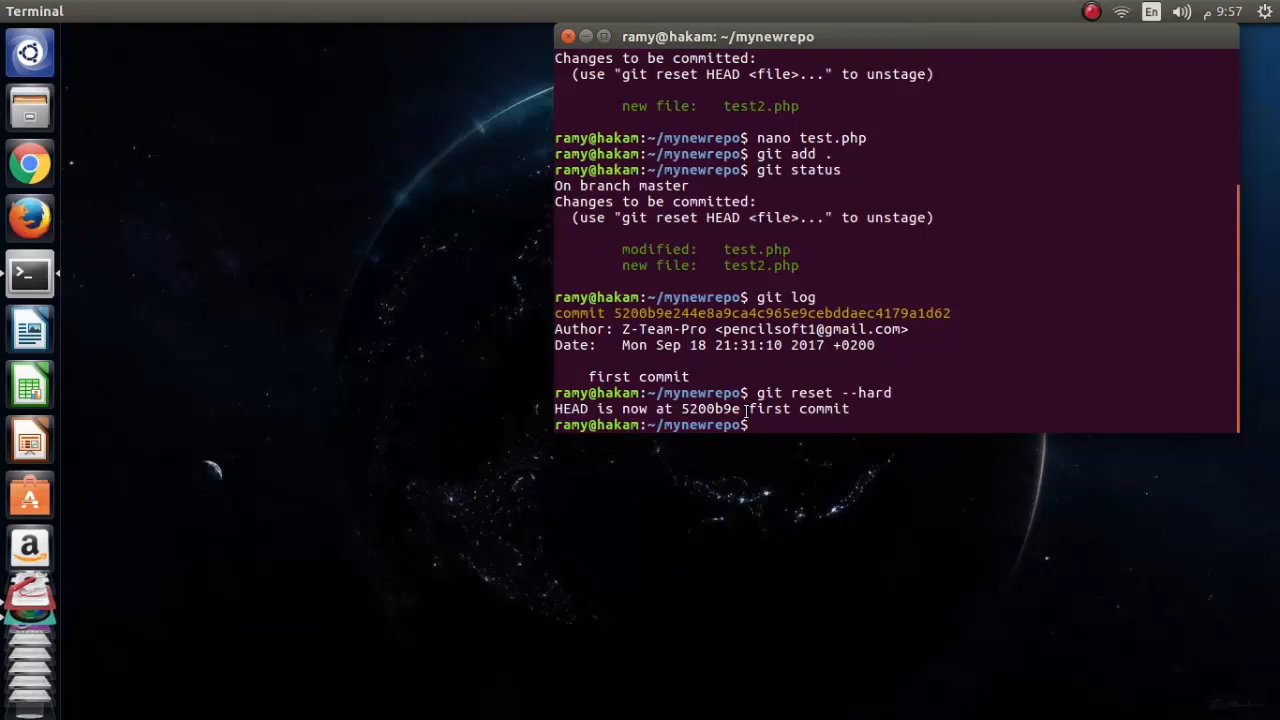 Terminal
En
9:57 م
ramy@hakam: ~/mynewrepo
Changes to be committed:
(use "git reset HEAD <file>..." to unstage)
new file: test2.php
ramy@hakam:~/mynewrepo$ nano test.php
ramy@hakam:~/mynewrepo$ git add .
ramy@hakam:~/mynewrepo$ git status
On branch master
Changes to be committed:
(use "git reset HEAD <file>..." to unstage)
modified: test.php
new file: test2.php
ramy@hakam:~/mynewrepo$ git log
commit 5200b9e244e8a9ca4c965e9cebddaec4179a1d62
Author: Z-Team-Pro <pencilsoft1@gmail.com>
Date: Mon Sep 18 21:31:10 2017 +0200
first commit
ramy@hakam:~/mynewrepo$ git reset --hard
HEAD is now at 5200b9e first commit
ramy@hakam:~/mynewrepo$